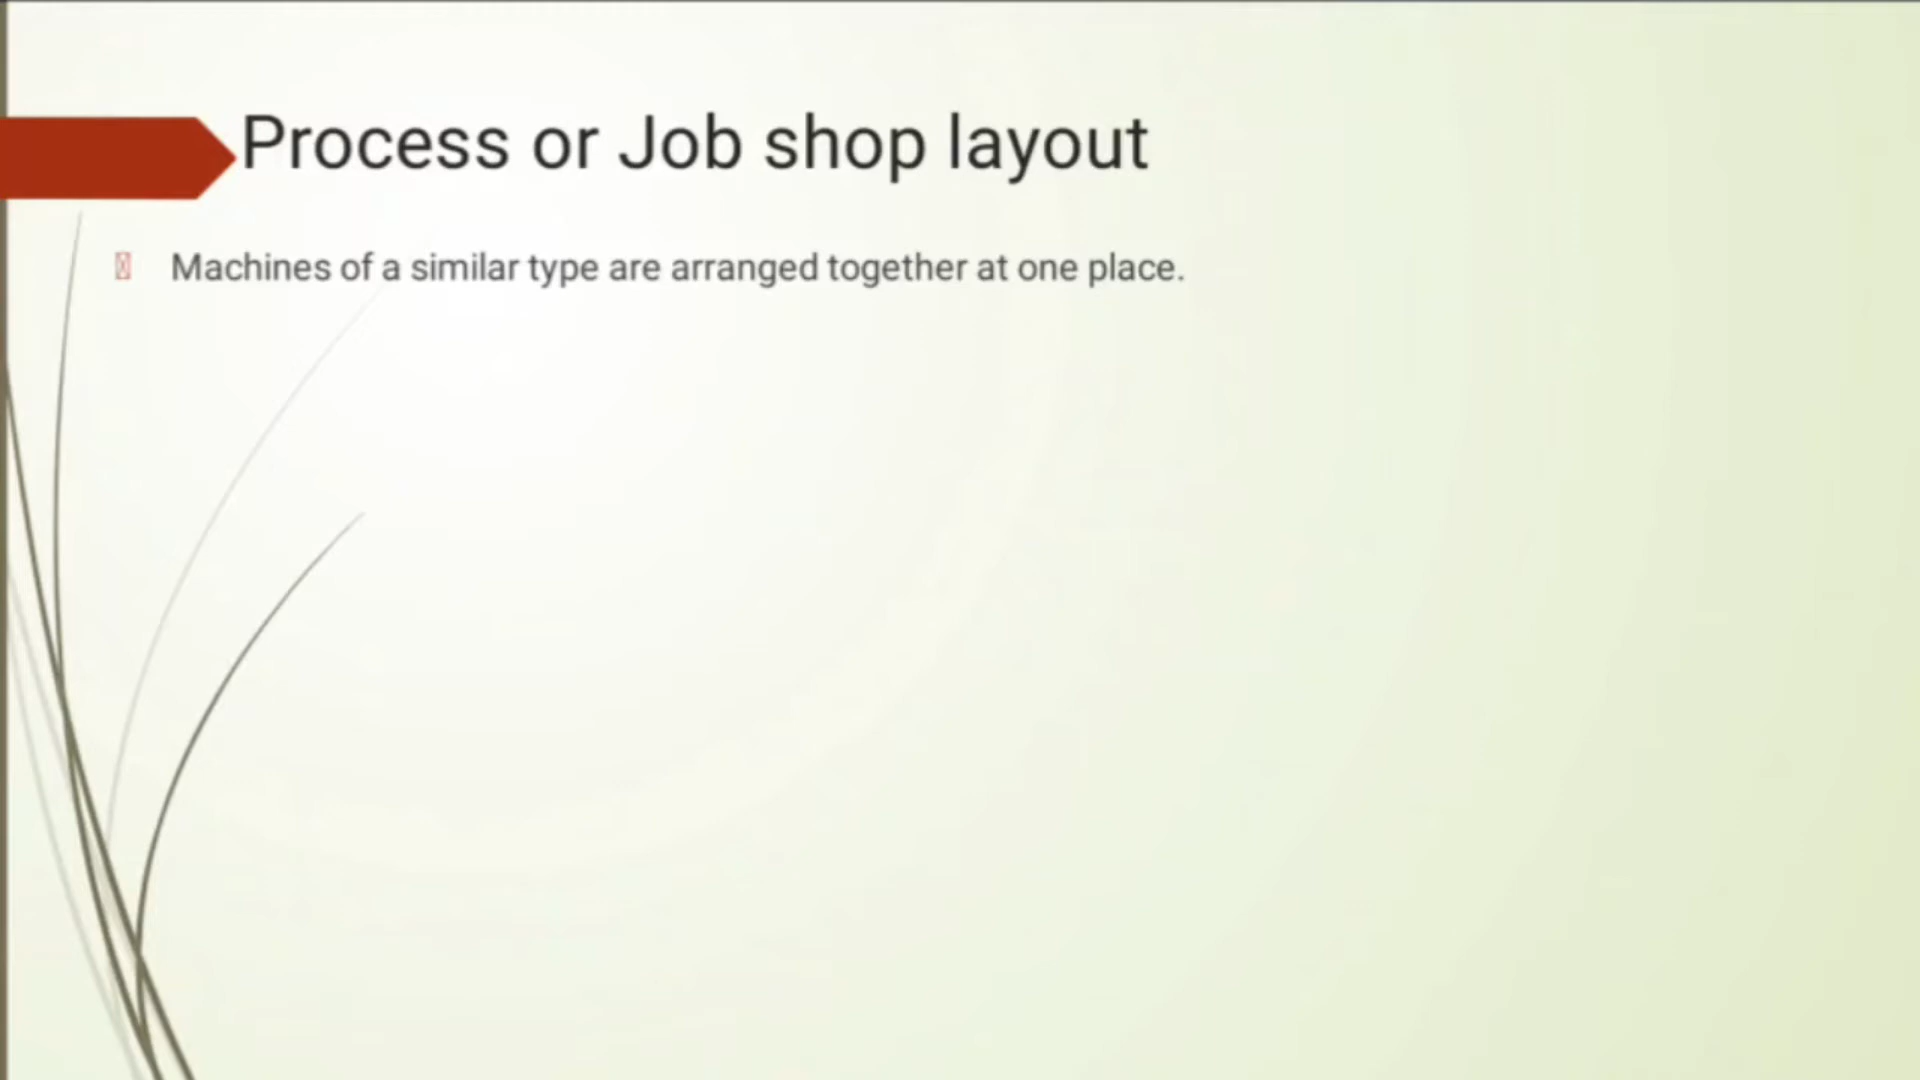 Process or Job shop layout
Machines of a similar type are arranged together at one place.